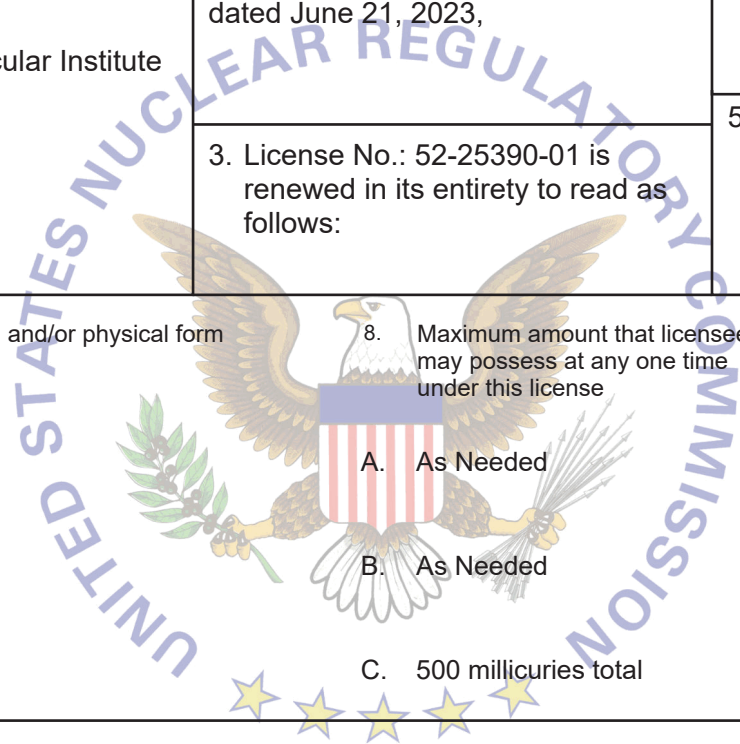 dated June 21, 2023,
cular Institute
3. License No.: 52-25390-01 is
renewed in its entirety to read as
follows:
5
and/or physical form
8. Maximum amount that licensee
may possess at any one time
under this license
A. As Needed
B. As Needed
C. 500 millicuries total
UNITED STATES NUCLEAR REGULATORY COMMISSION